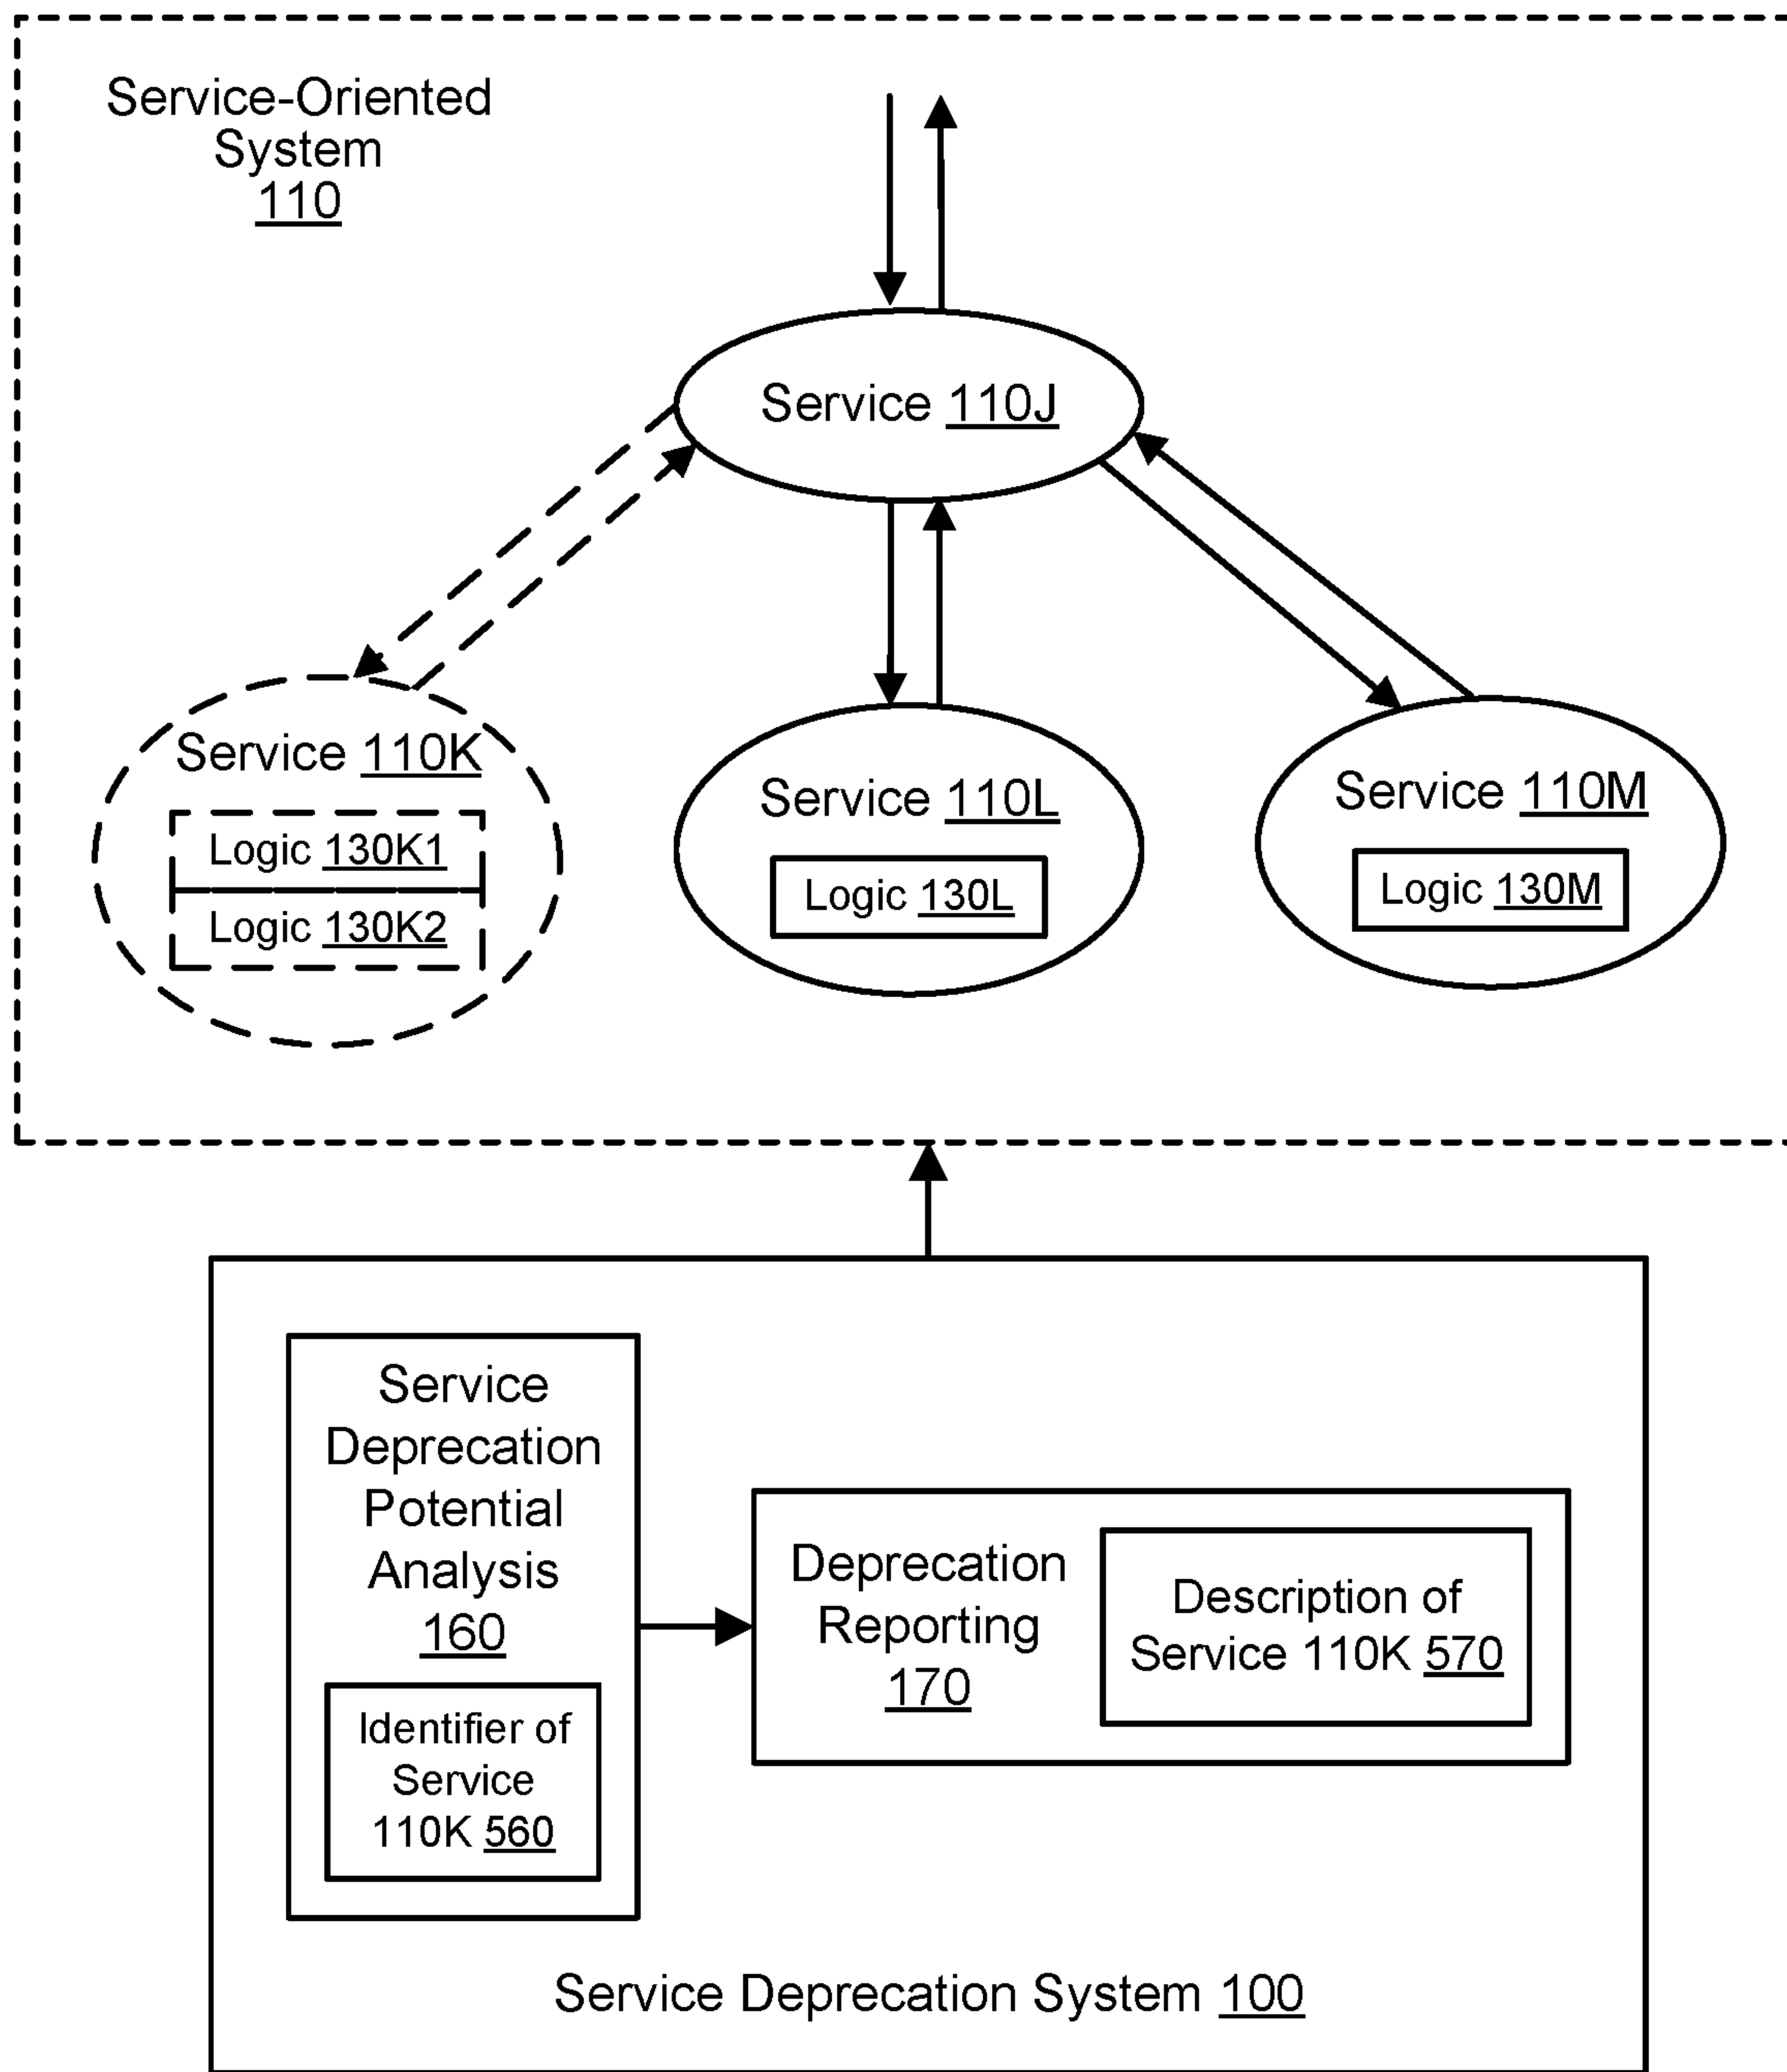 Service-Oriented
System
110
Service 110J
Service 110K
Logic 130K1
Logic 130K2
Service 110L
Logic 130L
Service 110M
Logic 130M
Service
Deprecation
Potential
Analysis
160
Identifier of
Service
110K 560
Deprecation
Reporting
170
Description of
Service 110K 570
Service Deprecation System 100